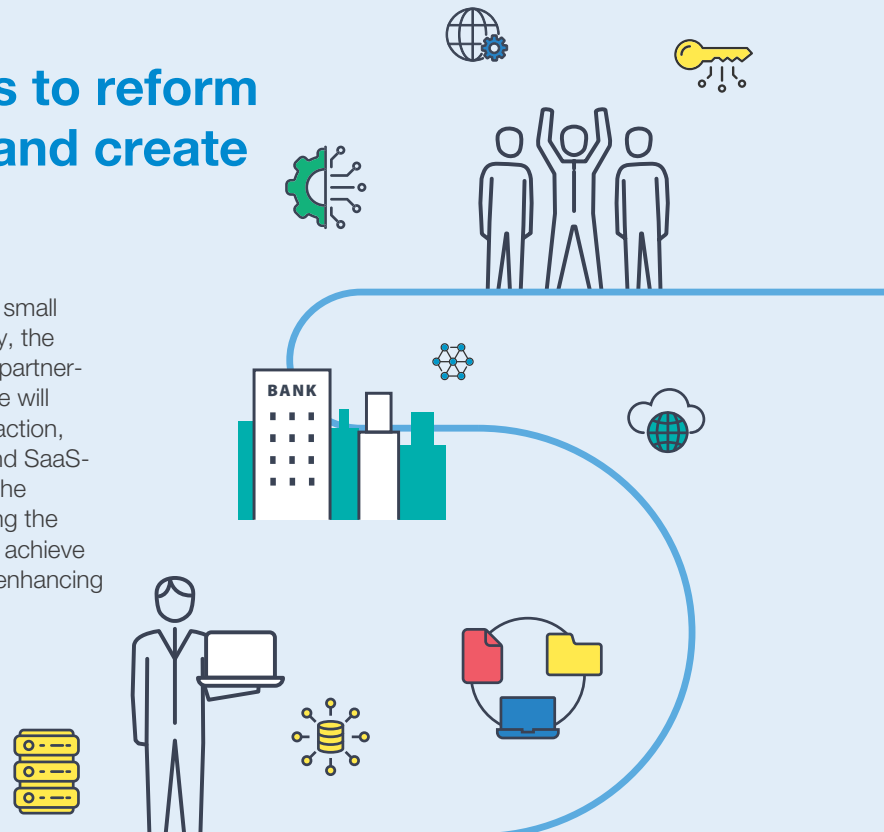 s to reform
and create
small
y, the
partner-
e will
action,
nd SaaS-
he
ng the
achieve
enhancing
BANK